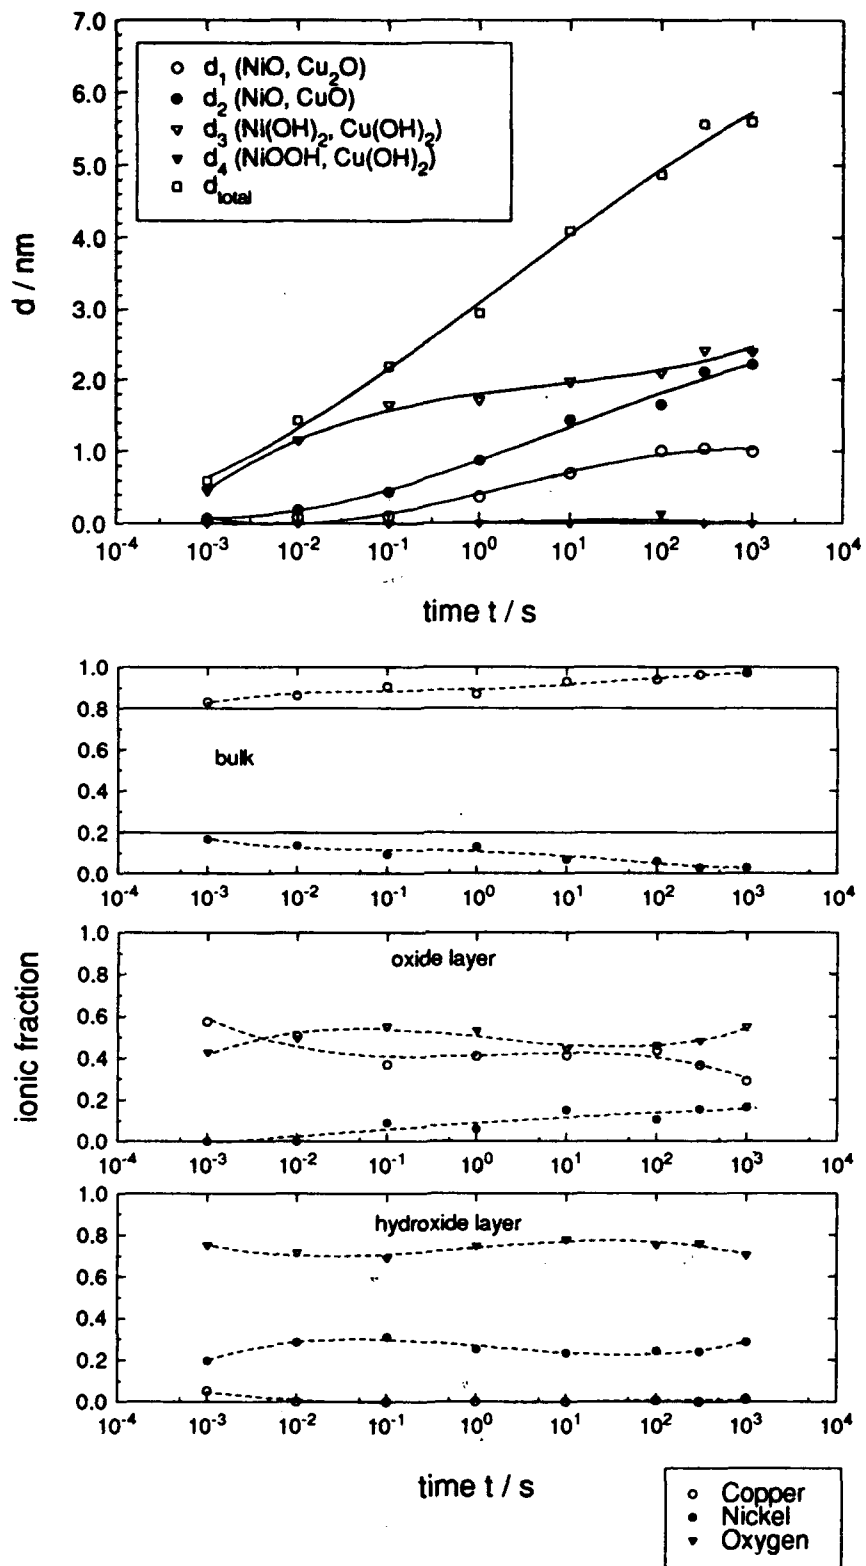 7.0
6.0
5.0
4.0
3.0
2.0
1.0
0.0
d / nm
d1 (NiO, Cu2O)
d2 (NiO, CuO)
d3 (Ni(OH)2, Cu(OH)2)
d4 (NiOOH, Cu(OH)2)
dtotal
10-4 10-3 10-2 10-1 100 101 102 103 104
time t / s
ionic fraction
1.0
0.8
0.6
0.4
0.2
0.0
bulk
10-4 10-3 10-2 10-1 100 101 102 103 104
1.0
0.8
0.6
0.4
0.2
0.0
oxide layer
10-4 10-3 10-2 10-1 100 101 102 103 104
1.0
0.8
0.6
0.4
0.2
0.0
hydroxide layer
10-4 10-3 10-2 10-1 100 101 102 103 104
time t / s
Copper
Nickel
Oxygen